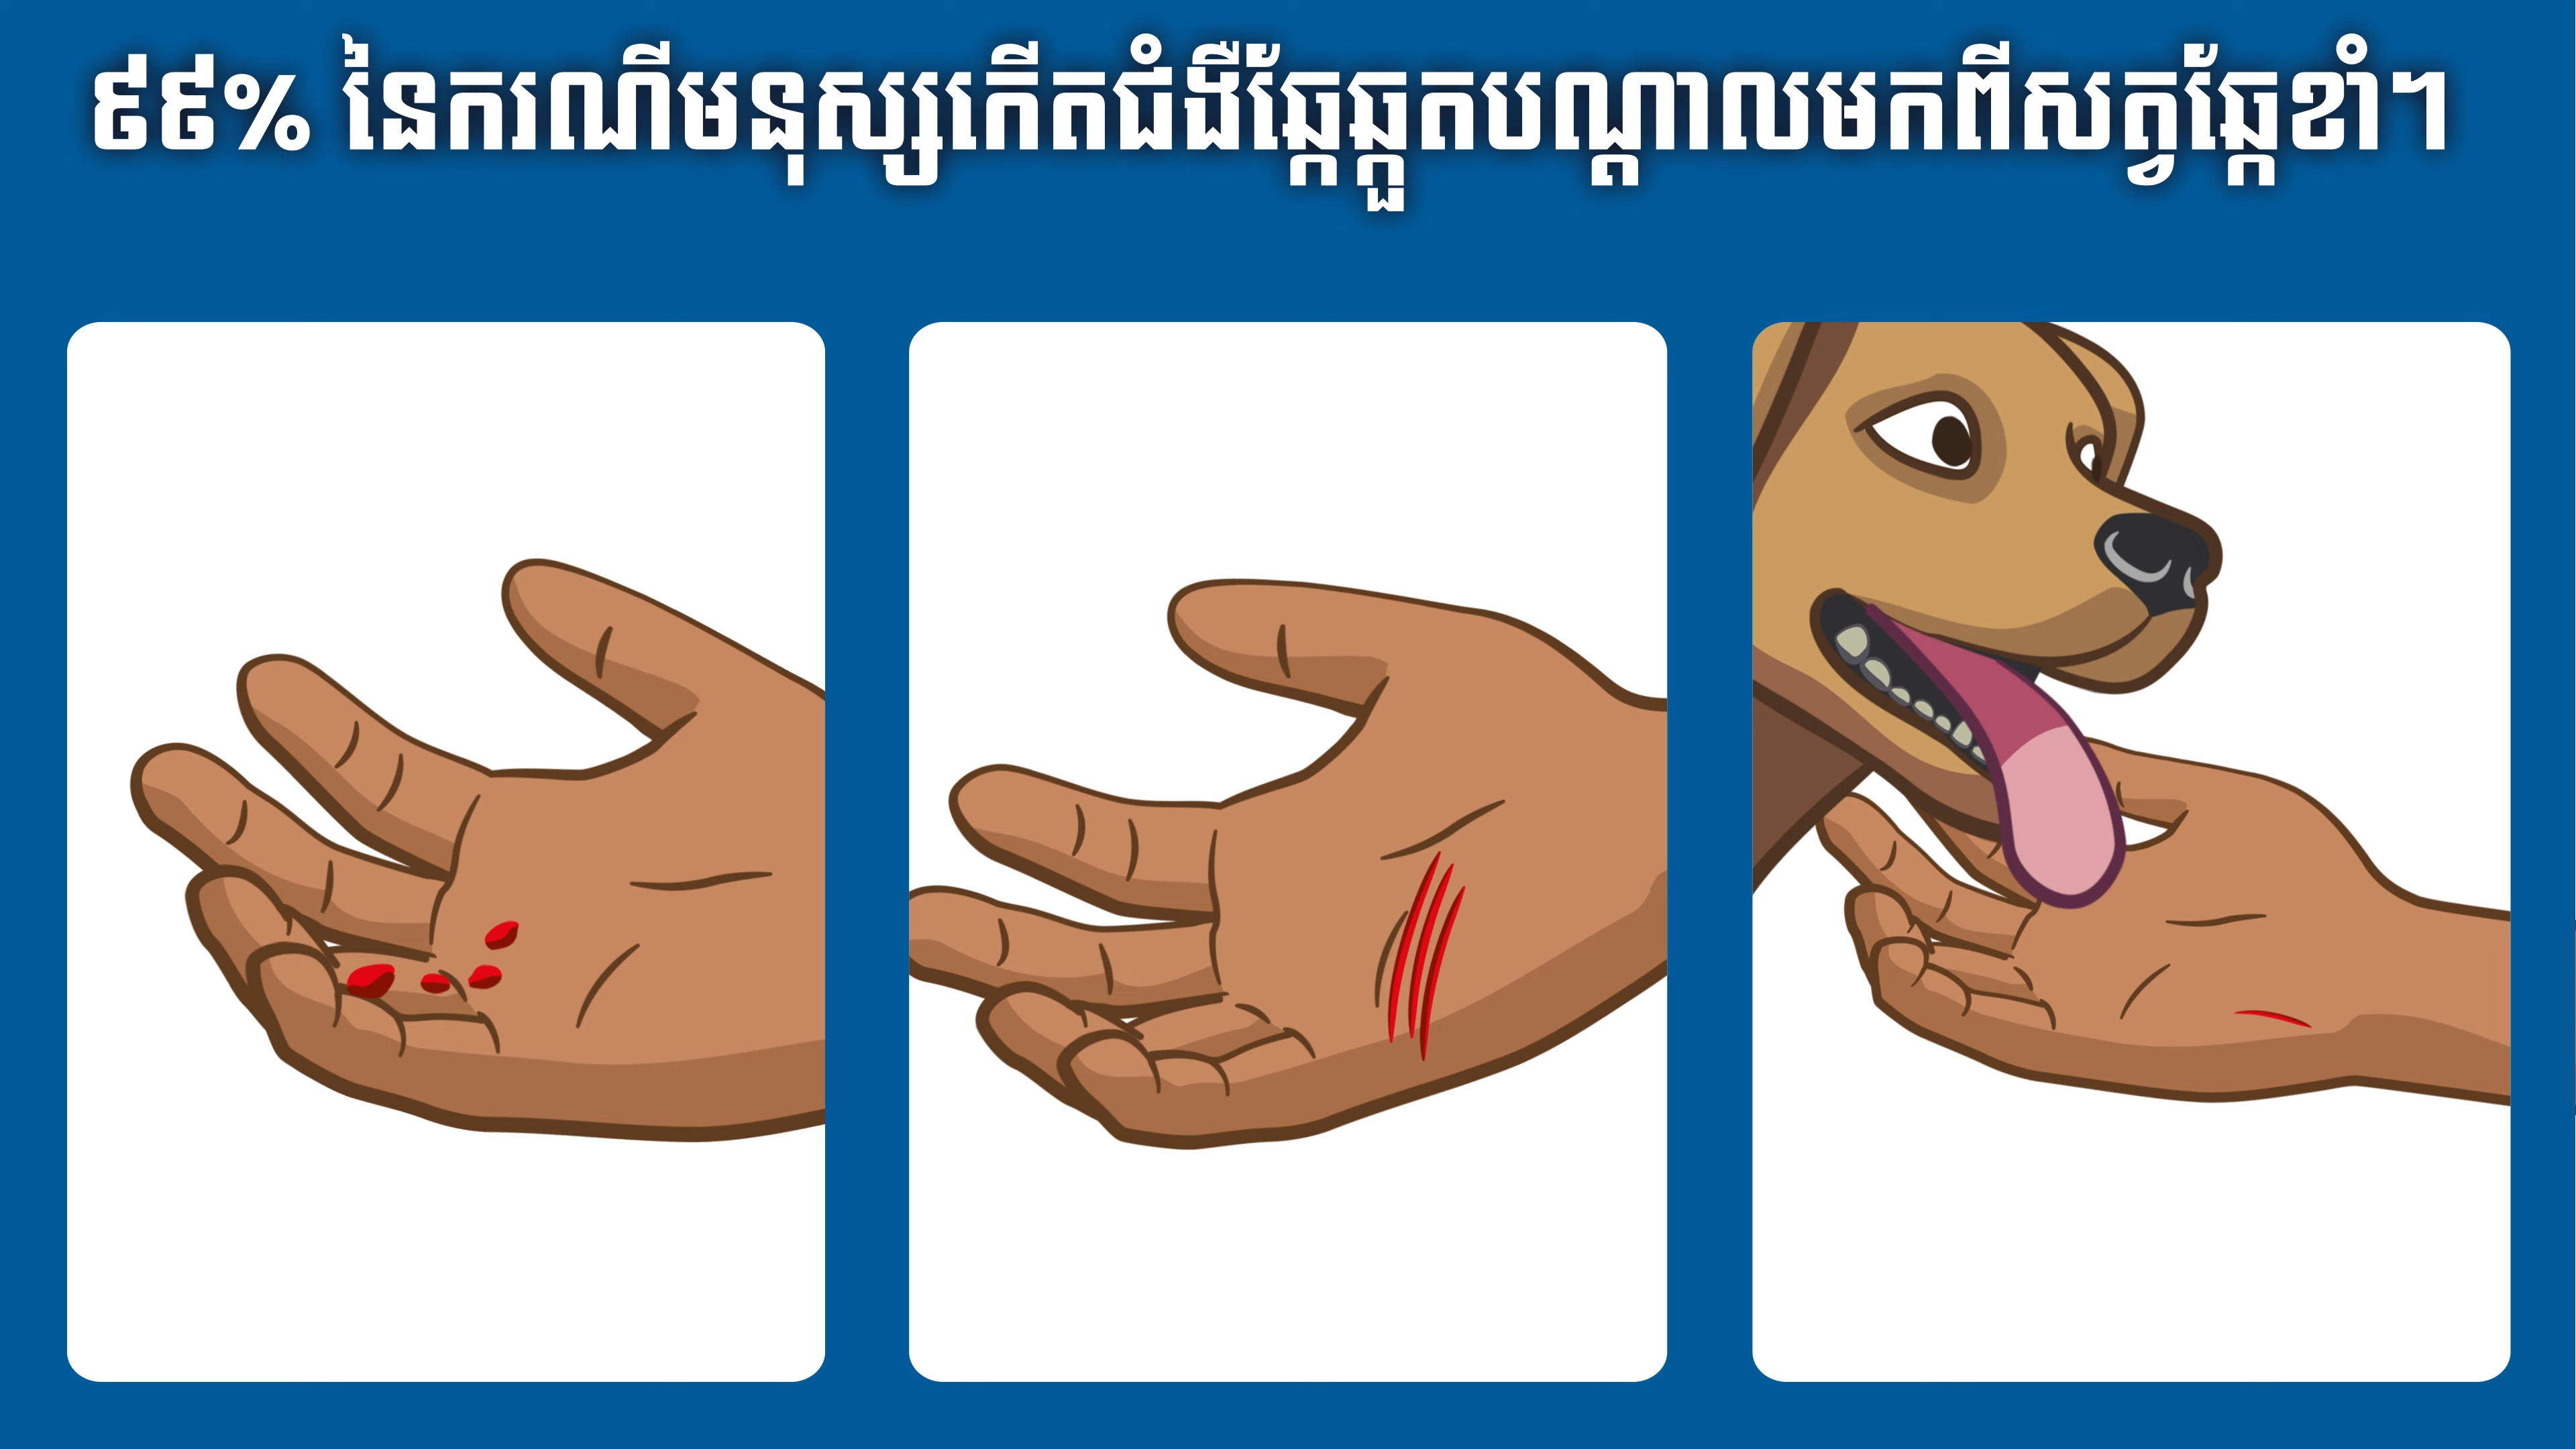 ៩៩% នៃករណីមនុស្សកើតជំងឺឆ្កែឆ្កួតបណ្តាលមកពីសត្វឆ្កែខាំ។